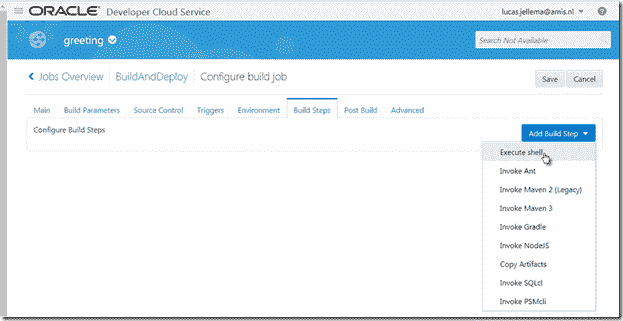 ORACLE Developer Cloud Service lucas.jellema@amis.nl
greeting Search Not Available
Jobs Overview BuildAndDeploy Configure build job Save Cancel
Main Build Parameters Source Control Triggers Environment Build Steps Post Build Advanced
Configure Build Steps Add Build Step
Execute shell
Invoke Ant
Invoke Maven 2 (Legacy)
Invoke Maven 3
Invoke Gradle
Invoke NodeJS
Copy Artifacts
Invoke SQLcl
Invoke PSMcli